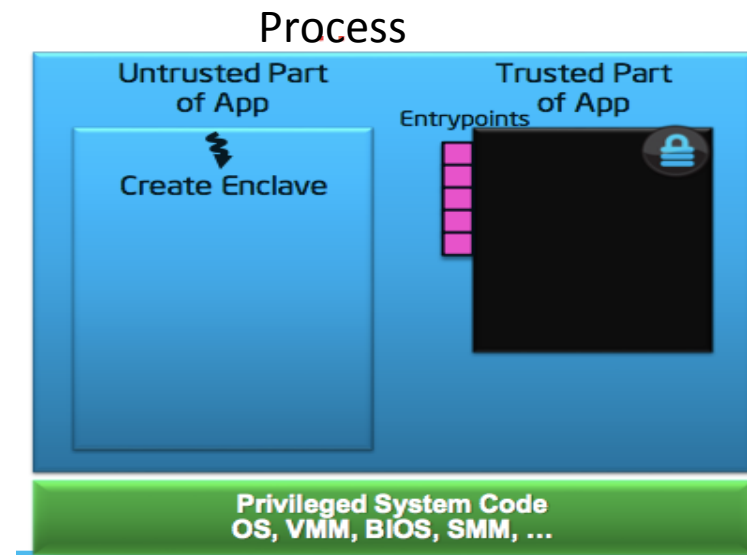 Process
Untrusted Part
of App
Create Enclave
Trusted Part
of App
Entrypoints
Privileged System Code
OS, VMM, BIOS, SMM, ...